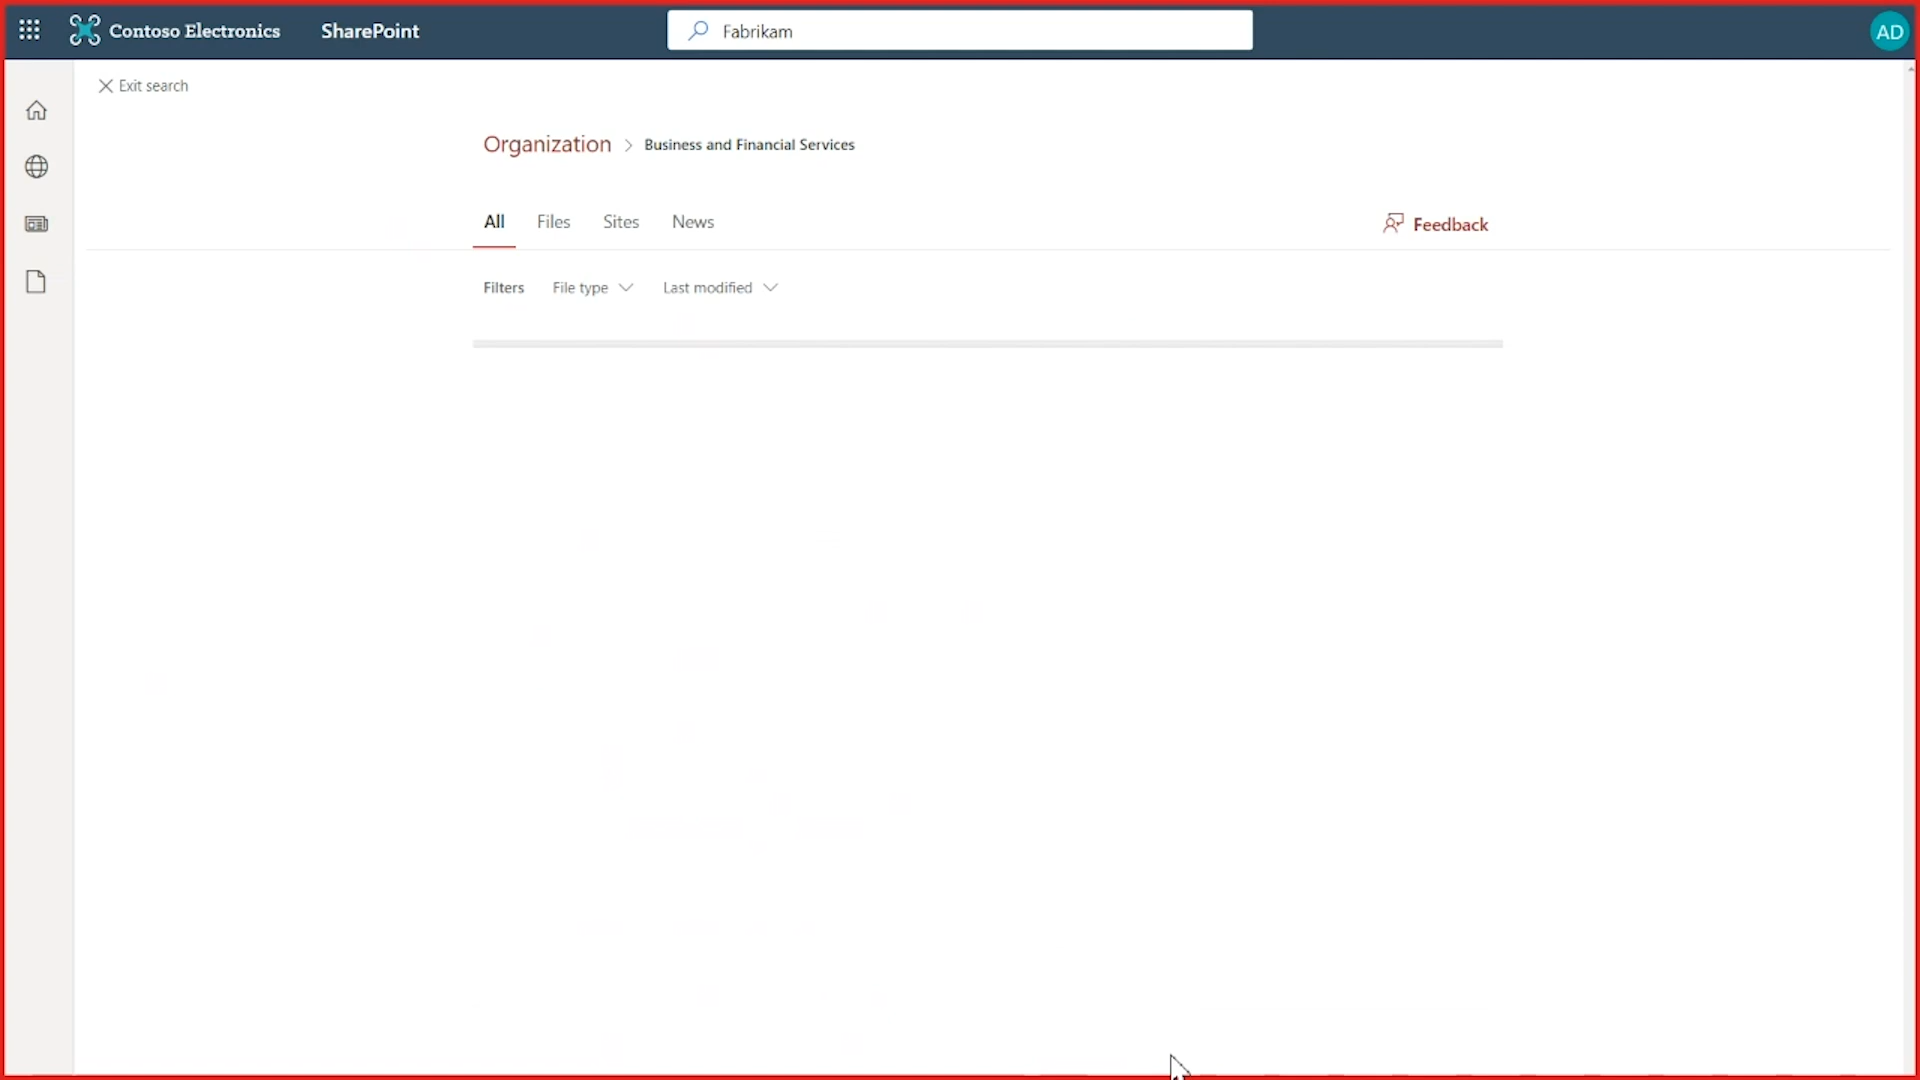 Contoso Electronics SharePoint Fabrikam AD
Exit search
Organization Business and Financial Services
All Files Sites News Feedback
Filters File type Last modified